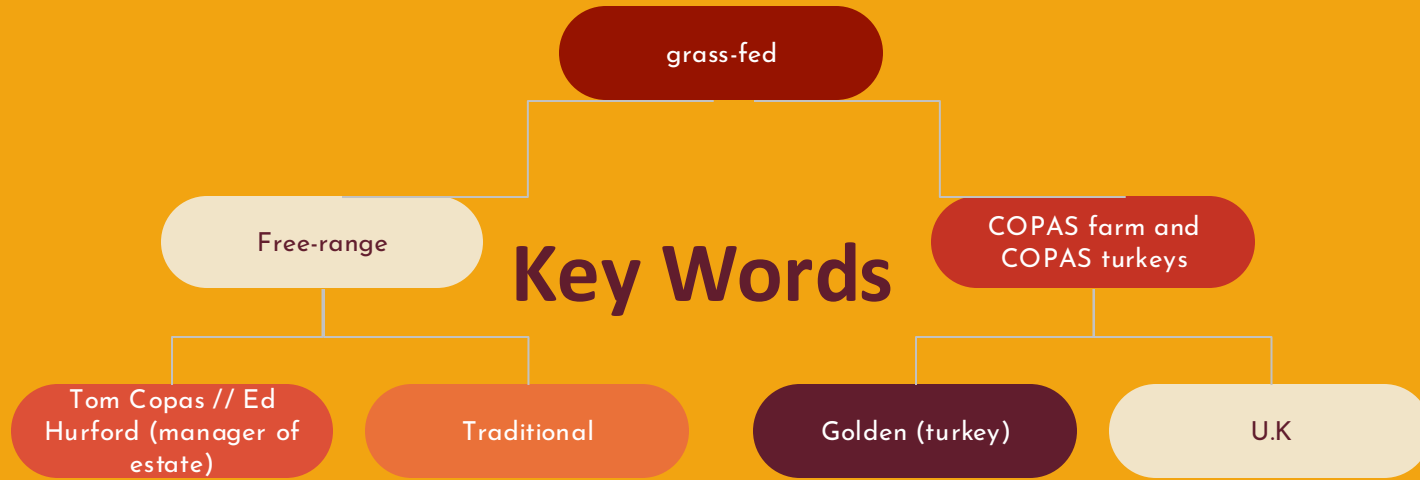 grass-fed
Free-range
Key Words
COPAS farm and
COPAS turkeys
Tom Copas // Ed
Hurford (manager of
estate)
Traditional
Golden (turkey)
U.K